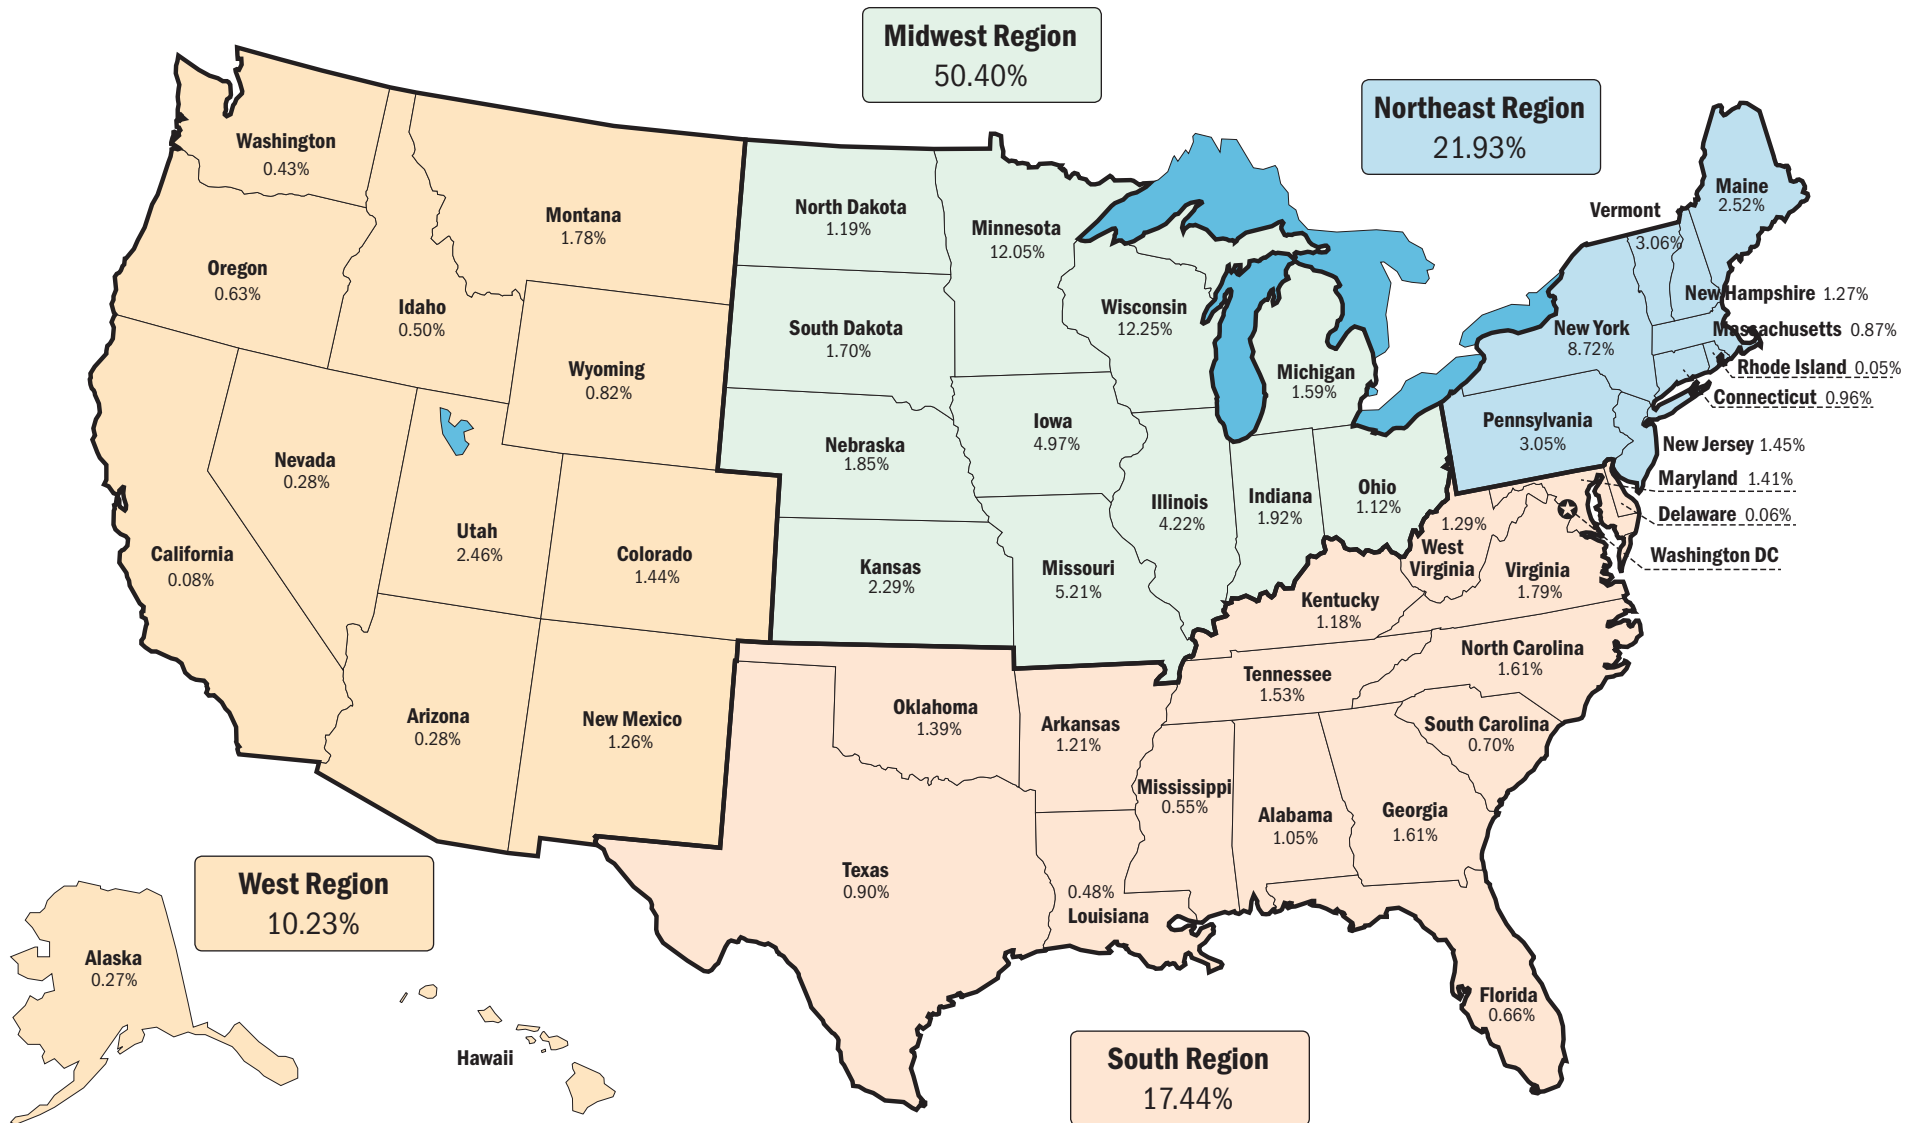 Midwest Region
50.40%
Northeast Region
21.93%
Washington
0.43%
Montana
1.78%
North Dakota
1.19%
Minnesota
12.05%
Maine
2.52%
Vermont
3.06%
Oregon
0.63%
Idaho
0.50%
Wyoming
0.82%
South Dakota
1.70%
Wisconsin
12.25%
Michigan
1.59%
New York
8.72%
New Hampshire 1.27%
Massachusetts 0.87%
Rhode Island 0.05%
Connecticut 0.96%
Pennsylvania
3.05%
New Jersey 1.45%
Maryland 1.41%
Delaware 0.06%
Washington DC
Nevada
0.28%
Utah
2.46%
California
0.08%
Colorado
1.44%
Nebraska
1.85%
Iowa
4.97%
Illinois
4.22%
Indiana
1.92%
Ohio
1.12%
1.29%
West
Virginia
Virginia
1.79%
Kansas
2.29%
Missouri
5.21%
Kentucky
1.18%
North Carolina
1.61%
Tennessee
1.53%
Arizona
0.28%
New Mexico
1.26%
Oklahoma
1.39%
Arkansas
1.21%
South Carolina
0.70%
Mississippi
0.55%
Alabama
1.05%
Georgia
1.61%
Texas
0.90%
0.48%
Louisiana
West Region
10.23%
Alaska
0.27%
Hawaii
Florida
0.66%
South Region
17.44%